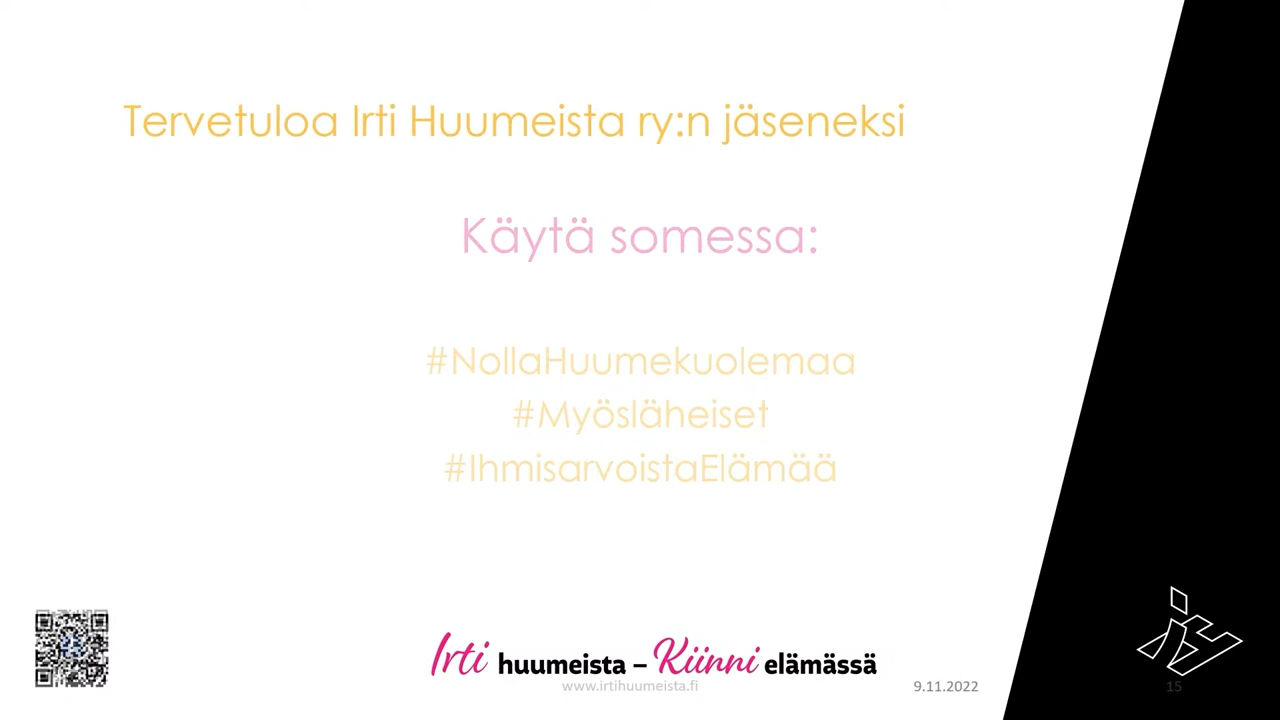 Tervetuloa Irti Huumeista ry:n jäseneksi
Käytä somessa:
#NollaHuumekuolemaa
#Myösläheiset
#IhmisarvoistaElämää
Irti huumeista – Kiinni elämässä
www.irtihuumeista.fi
9.11.2022
15